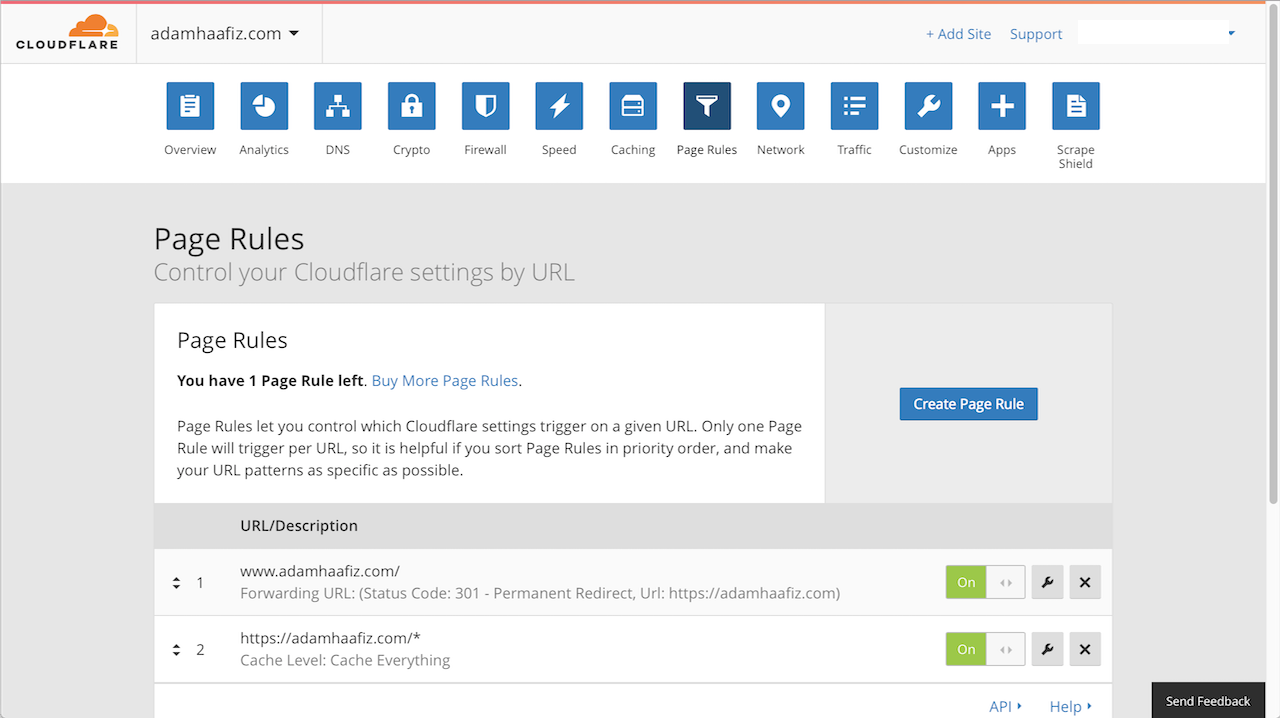 CLOUDFLARE
adamhaafiz.com
+ Add Site
Support
Overview
Analytics
DNS
Crypto
Firewall
Speed
Caching
Page Rules
Network
Traffic
Customize
Apps
Scrape
Shield
Page Rules
Control your Cloudflare settings by URL
Page Rules
You have 1 Page Rule left. Buy More Page Rules.
Page Rules let you control which Cloudflare settings trigger on a given URL. Only one Page
Rule will trigger per URL, so it is helpful if you sort Page Rules in priority order, and make
your URL patterns as specific as possible.
Create Page Rule
URL/Description
1
www.adamhaafiz.com/
Fowarding URL: (Status Code: 301 - Permanent Redirect, Url: https://adamhaafiz.com)
On
2
https://adamhaafiz.com/*
Cache Level: Cache Everything
On
API
Help
Send Feedback